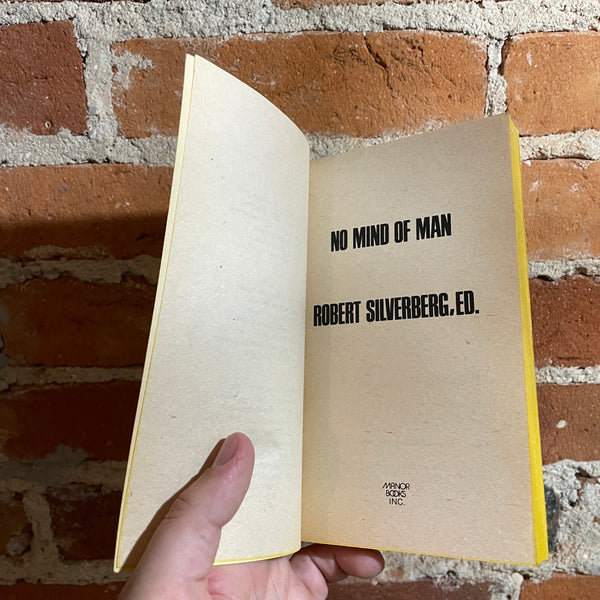 NO MIND OF MAN
ROBERT SILVERBERG, ED.
MANOR
BOOKS
INC.